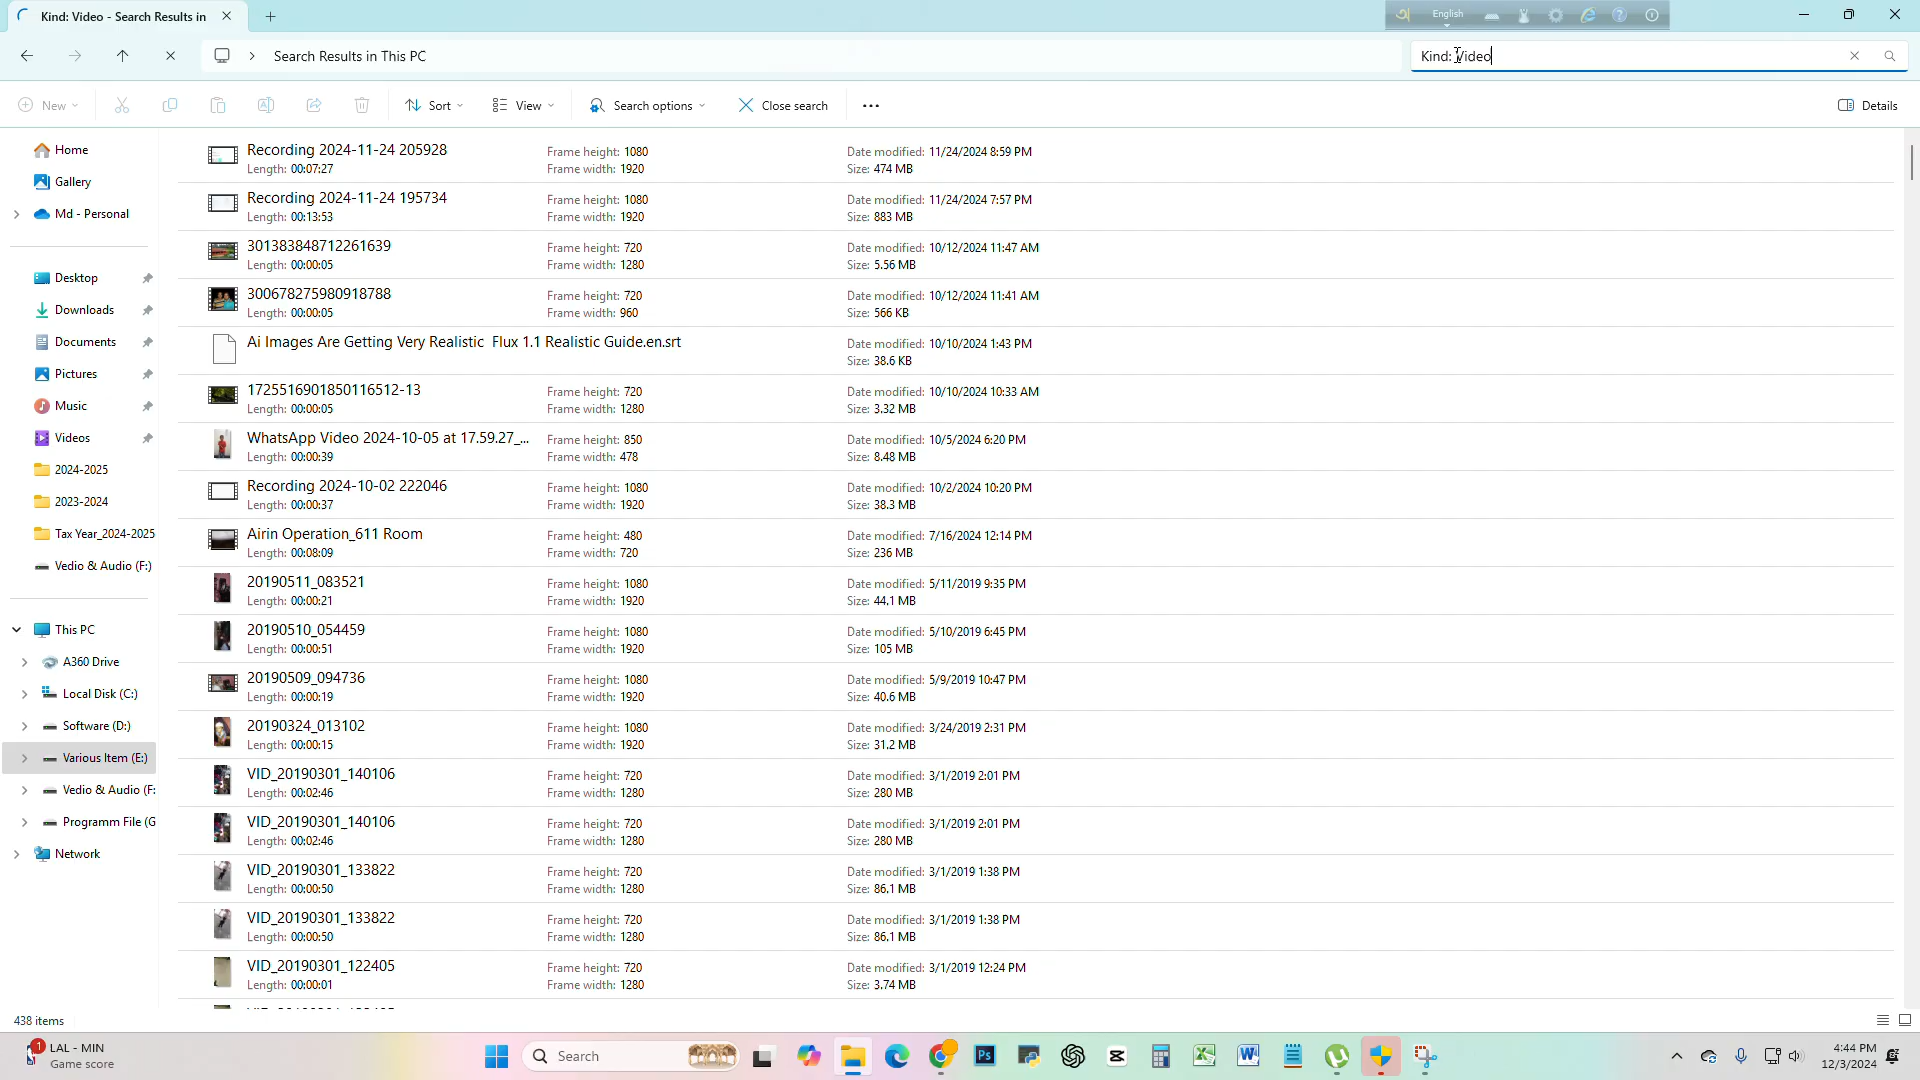 Kind: Video - Search Results in
English
Search Results in This PC
Kind: Video
New
Sort
View
Search options
Close search
Details
Home
Gallery
Md - Personal
Desktop
Downloads
Documents
Pictures
Music
Videos
2024-2025
2023-2024
Tax Year_2024-2025
Vedio & Audio (F:)
This PC
A360 Drive
Local Disk (C:)
Software (D:)
Various Item (E:)
Vedio & Audio (F:
Programm File (G
Network
Recording 2024-11-24 205928 Frame height: 1080 Date modified: 11/24/2024 8:59 PM
Length: 00:07:27 Frame width: 1920 Size: 474 MB
Recording 2024-11-24 195734 Frame height: 1080 Date modified: 11/24/2024 7:57 PM
Length: 00:13:53 Frame width: 1920 Size: 883 MB
301383848712261639 Frame height: 720 Date modified: 10/12/2024 11:47 AM
Length: 00:00:05 Frame width: 1280 Size: 5.56 MB
300678275980918788 Frame height: 720 Date modified: 10/12/2024 11:41 AM
Length: 00:00:05 Frame width: 960 Size: 566 KB
Ai Images Are Getting Very Realistic Flux 1.1 Realistic Guide.en.srt Date modified: 10/10/2024 1:43 PM
Size: 38.6 KB
1725516901850116512-13 Frame height: 720 Date modified: 10/10/2024 10:33 AM
Length: 00:00:05 Frame width: 1280 Size: 3.32 MB
WhatsApp Video 2024-10-05 at 17.59.27_... Frame height: 850 Date modified: 10/5/2024 6:20 PM
Length: 00:00:39 Frame width: 478 Size: 8.48 MB
Recording 2024-10-02 222046 Frame height: 1080 Date modified: 10/2/2024 10:20 PM
Length: 00:00:37 Frame width: 1920 Size: 38.3 MB
Airin Operation_611 Room Frame height: 480 Date modified: 7/16/2024 12:14 PM
Length: 00:08:09 Frame width: 720 Size: 236 MB
20190511_083521 Frame height: 1080 Date modified: 5/11/2019 9:35 PM
Length: 00:00:21 Frame width: 1920 Size: 44.1 MB
20190510_054459 Frame height: 1080 Date modified: 5/10/2019 6:45 PM
Length: 00:00:51 Frame width: 1920 Size: 105 MB
20190509_094736 Frame height: 1080 Date modified: 5/9/2019 10:47 PM
Length: 00:00:19 Frame width: 1920 Size: 40.6 MB
20190324_013102 Frame height: 1080 Date modified: 3/24/2019 2:31 PM
Length: 00:00:15 Frame width: 1920 Size: 31.2 MB
VID_20190301_140106 Frame height: 720 Date modified: 3/1/2019 2:01 PM
Length: 00:02:46 Frame width: 1280 Size: 280 MB
VID_20190301_140106 Frame height: 720 Date modified: 3/1/2019 2:01 PM
Length: 00:02:46 Frame width: 1280 Size: 280 MB
VID_20190301_133822 Frame height: 720 Date modified: 3/1/2019 1:38 PM
Length: 00:00:50 Frame width: 1280 Size: 86.1 MB
VID_20190301_133822 Frame height: 720 Date modified: 3/1/2019 1:38 PM
Length: 00:00:50 Frame width: 1280 Size: 86.1 MB
VID_20190301_122405 Frame height: 720 Date modified: 3/1/2019 12:24 PM
Length: 00:00:01 Frame width: 1280 Size: 3.74 MB
438 items
1
LAL - MIN
Game score
Search
Ps
4:44 PM
12/3/2024